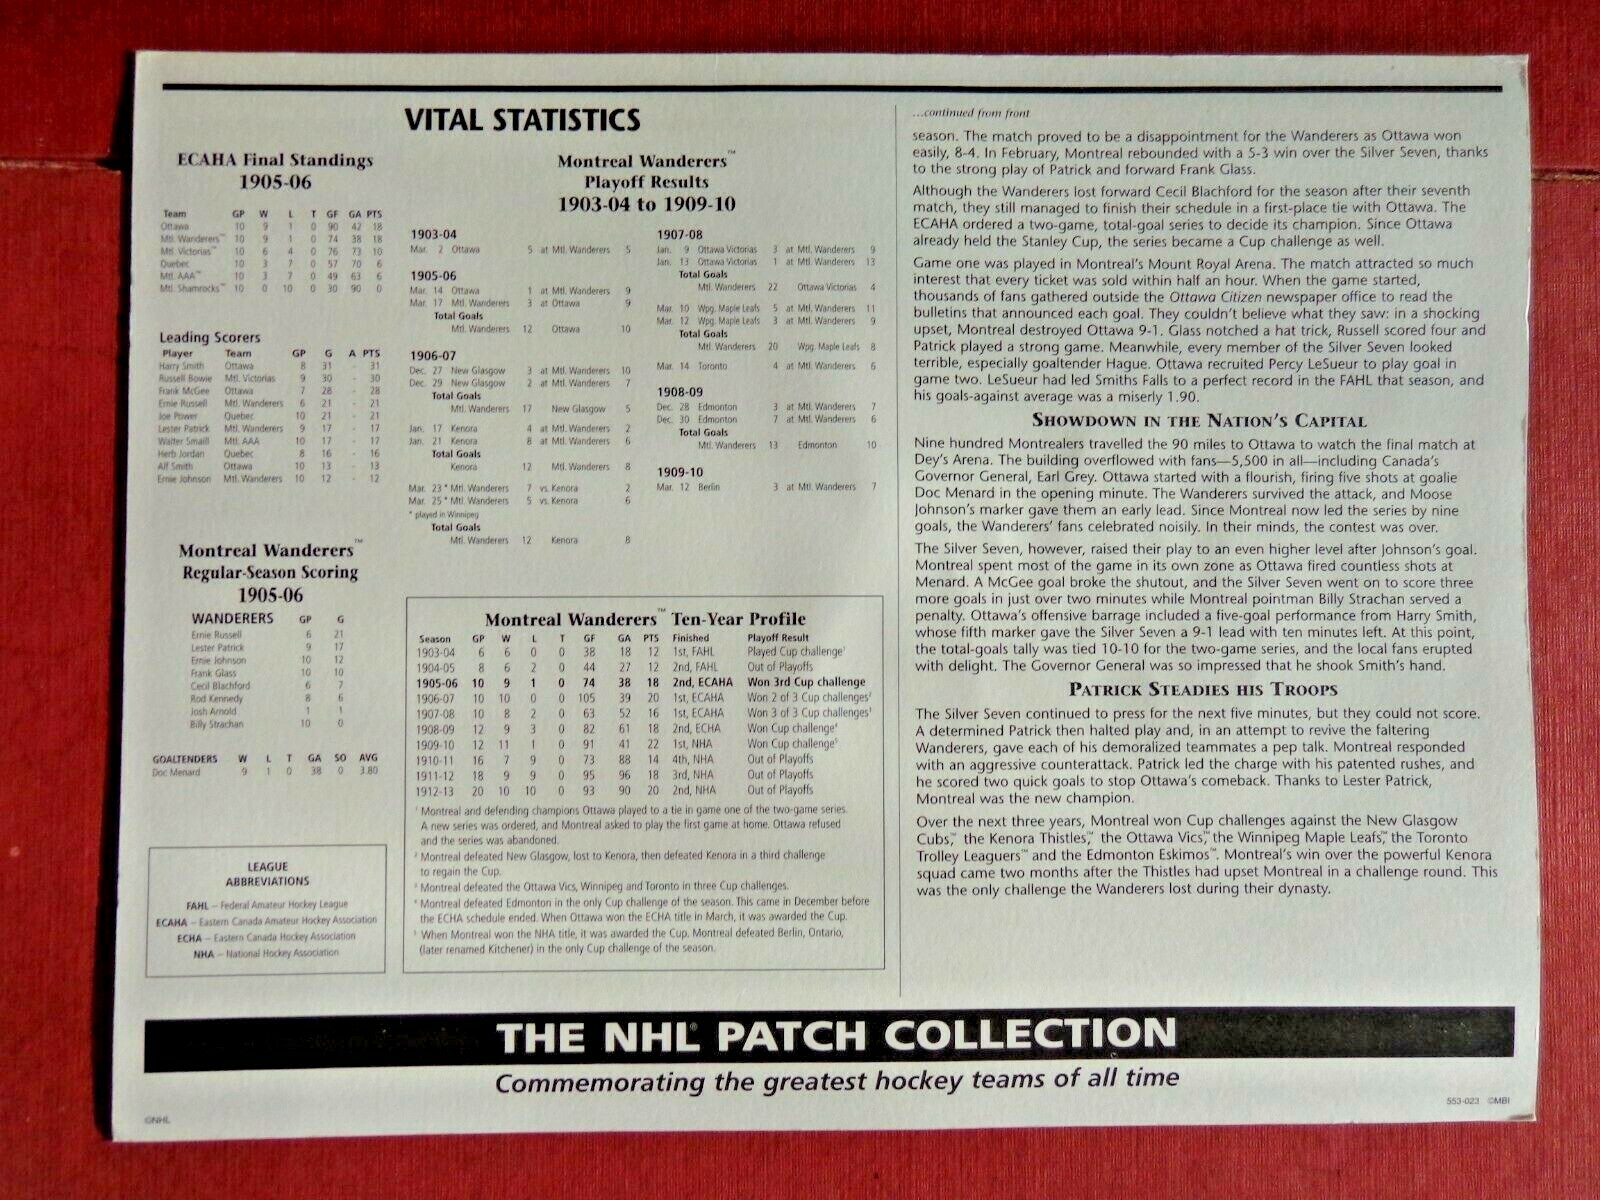 VITAL STATISTICS
ECAHA Final Standings
1905-06
Team GP W L T GF GA PTS
Ottawa 10 9 1 0 90 42 18
Mtl. Wanderers™ 10 9 1 0 74 38 18
Mtl. Victorias™ 10 6 4 0 76 73 10
Quebec 10 3 7 0 57 70 6
Mtl. AAA™ 10 3 7 0 49 63 6
Mtl. Shamrocks™ 10 0 10 0 30 90 0
Leading Scorers
Player Team GP G A PTS
Harry Smith Ottawa 8 31 - 31
Russell Bowie Mtl. Victorias 9 30 - 30
Frank McGee Ottawa 7 28 - 28
Ernie Russell Mtl. Wanderers 6 21 - 21
Joe Power Quebec 10 21 - 21
Lester Patrick Mtl. Wanderers 9 17 - 17
Walter Smaill Mtl. AAA 10 17 - 17
Herb Jordan Quebec 8 16 - 16
Alf Smith Ottawa 10 13 - 13
Ernie Johnson Mtl. Wanderers 10 12 - 12
Montreal Wanderers™
Regular-Season Scoring
1905-06
WANDERERS GP G
Ernie Russell 6 21
Lester Patrick 9 17
Ernie Johnson 10 12
Frank Glass 10 10
Cecil Blachford 6 7
Rod Kennedy 8 6
Josh Arnold 1 1
Billy Strachan 10 0
GOALTENDERS W L T GA SO AVG
Doc Menard 9 1 0 38 0 3.80
LEAGUE
ABBREVIATIONS
FAHL – Federal Amateur Hockey League
ECAHA – Eastern Canada Amateur Hockey Association
ECHA – Eastern Canada Hockey Association
NHA – National Hockey Association
Montreal Wanderers™
Playoff Results
1903-04 to 1909-10
1903-04
Mar. 2 Ottawa 5 at Mtl. Wanderers 5
1905-06
Mar. 14 Ottawa 1 at Mtl. Wanderers 9
Mar. 17 Mtl. Wanderers 3 at Ottawa 9
Total Goals
Mtl. Wanderers 12 Ottawa 10
1906-07
Dec. 27 New Glasgow 3 at Mtl. Wanderers 10
Dec. 29 New Glasgow 2 at Mtl. Wanderers 7
Total Goals
Mtl. Wanderers 17 New Glasgow 5
Jan. 17 Kenora 4 at Mtl. Wanderers 2
Jan. 21 Kenora 8 at Mtl. Wanderers 6
Total Goals
Kenora 12 Mtl. Wanderers 8
Mar. 23 * Mtl. Wanderers 7 vs. Kenora 2
Mar. 25 * Mtl. Wanderers 5 vs. Kenora 6
* played in Winnipeg
Total Goals
Mtl. Wanderers 12 Kenora 8
1907-08
Jan. 9 Ottawa Victorias 3 at Mtl. Wanderers 9
Jan. 13 Ottawa Victorias 1 at Mtl. Wanderers 13
Total Goals
Mtl. Wanderers 22 Ottawa Victorias 4
Mar. 10 Wpg. Maple Leafs 5 at Mtl. Wanderers 11
Mar. 12 Wpg. Maple Leafs 3 at Mtl. Wanderers 9
Total Goals
Mtl. Wanderers 20 Wpg. Maple Leafs 8
Mar. 14 Toronto 4 at Mtl. Wanderers 6
1908-09
Dec. 28 Edmonton 3 at Mtl. Wanderers 7
Dec. 30 Edmonton 7 at Mtl. Wanderers 6
Total Goals
Mtl. Wanderers 13 Edmonton 10
1909-10
Mar. 12 Berlin 3 at Mtl. Wanderers 7
Montreal Wanderers™ Ten-Year Profile
Season GP W L T GF GA PTS Finished Playoff Result
1903-04 6 6 0 0 38 18 12 1st, FAHL Played Cup challenge¹
1904-05 8 6 2 0 44 27 12 2nd, FAHL Out of Playoffs
1905-06 10 9 1 0 74 38 18 2nd, ECAHA Won 3rd Cup challenge
1906-07 10 10 0 0 105 39 20 1st, ECAHA Won 2 of 3 Cup challenges²
1907-08 10 8 2 0 63 52 16 1st, ECAHA Won 3 of 3 Cup challenges³
1908-09 12 9 3 0 82 61 18 2nd, ECHA Won Cup challenge⁴
1909-10 12 11 1 0 91 41 22 1st, NHA Won Cup challenge⁵
1910-11 16 7 9 0 73 88 14 4th, NHA Out of Playoffs
1911-12 18 9 9 0 95 96 18 3rd, NHA Out of Playoffs
1912-13 20 10 10 0 93 90 20 2nd, NHA Out of Playoffs
¹ Montreal and defending champions Ottawa played to a tie in game one of the two-game series.
A new series was ordered, and Montreal asked to play the first game at home. Ottawa refused
and the series was abandoned.
² Montreal defeated New Glasgow, lost to Kenora, then defeated Kenora in a third challenge
to regain the Cup.
³ Montreal defeated the Ottawa Vics, Winnipeg and Toronto in three Cup challenges.
⁴ Montreal defeated Edmonton in the only Cup challenge of the season. This came in December before
the ECHA schedule ended. When Ottawa won the ECHA title in March, it was awarded the Cup.
⁵ When Montreal won the NHA title, it was awarded the Cup. Montreal defeated Berlin, Ontario,
(later renamed Kitchener) in the only Cup challenge of the season.
...continued from front
season. The match proved to be a disappointment for the Wanderers as Ottawa won
easily, 8-4. In February, Montreal rebounded with a 5-3 win over the Silver Seven, thanks
to the strong play of Patrick and forward Frank Glass.
Although the Wanderers lost forward Cecil Blachford for the season after their seventh
match, they still managed to finish their schedule in a first-place tie with Ottawa. The
ECAHA ordered a two-game, total-goal series to decide its champion. Since Ottawa
already held the Stanley Cup, the series became a Cup challenge as well.
Game one was played in Montreal's Mount Royal Arena. The match attracted so much
interest that every ticket was sold within half an hour. When the game started,
thousands of fans gathered outside the Ottawa Citizen newspaper office to read the
bulletins that announced each goal. They couldn't believe what they saw: in a shocking
upset, Montreal destroyed Ottawa 9-1. Glass notched a hat trick, Russell scored four and
Patrick played a strong game. Meanwhile, every member of the Silver Seven looked
terrible, especially goaltender Hague. Ottawa recruited Percy LeSueur to play goal in
game two. LeSueur had led Smiths Falls to a perfect record in the FAHL that season, and
his goals-against average was a miserly 1.90.
SHOWDOWN IN THE NATION'S CAPITAL
Nine hundred Montrealers travelled the 90 miles to Ottawa to watch the final match at
Dey's Arena. The building overflowed with fans—5,500 in all—including Canada's
Governor General, Earl Grey. Ottawa started with a flourish, firing five shots at goalie
Doc Menard in the opening minute. The Wanderers survived the attack, and Moose
Johnson's marker gave them an early lead. Since Montreal now led the series by nine
goals, the Wanderers' fans celebrated noisily. In their minds, the contest was over.
The Silver Seven, however, raised their play to an even higher level after Johnson's goal.
Montreal spent most of the game in its own zone as Ottawa fired countless shots at
Menard. A McGee goal broke the shutout, and the Silver Seven went on to score three
more goals in just over two minutes while Montreal pointman Billy Strachan served a
penalty. Ottawa's offensive barrage included a five-goal performance from Harry Smith,
whose fifth marker gave the Silver Seven a 9-1 lead with ten minutes left. At this point,
the total-goals tally was tied 10-10 for the two-game series, and the local fans erupted
with delight. The Governor General was so impressed that he shook Smith's hand.
PATRICK STEADIES HIS TROOPS
The Silver Seven continued to press for the next five minutes, but they could not score.
A determined Patrick then halted play and, in an attempt to revive the faltering
Wanderers, gave each of his demoralized teammates a pep talk. Montreal responded
with an aggressive counterattack. Patrick led the charge with his patented rushes, and
he scored two quick goals to stop Ottawa's comeback. Thanks to Lester Patrick,
Montreal was the new champion.
Over the next three years, Montreal won Cup challenges against the New Glasgow
Cubs,™ the Kenora Thistles,™ the Ottawa Vics,™ the Winnipeg Maple Leafs,™ the Toronto
Trolley Leaguers™ and the Edmonton Eskimos™. Montreal's win over the powerful Kenora
squad came two months after the Thistles had upset Montreal in a challenge round. This
was the only challenge the Wanderers lost during their dynasty.
THE NHL® PATCH COLLECTION
Commemorating the greatest hockey teams of all time
©NHL
553-023 ©MBI